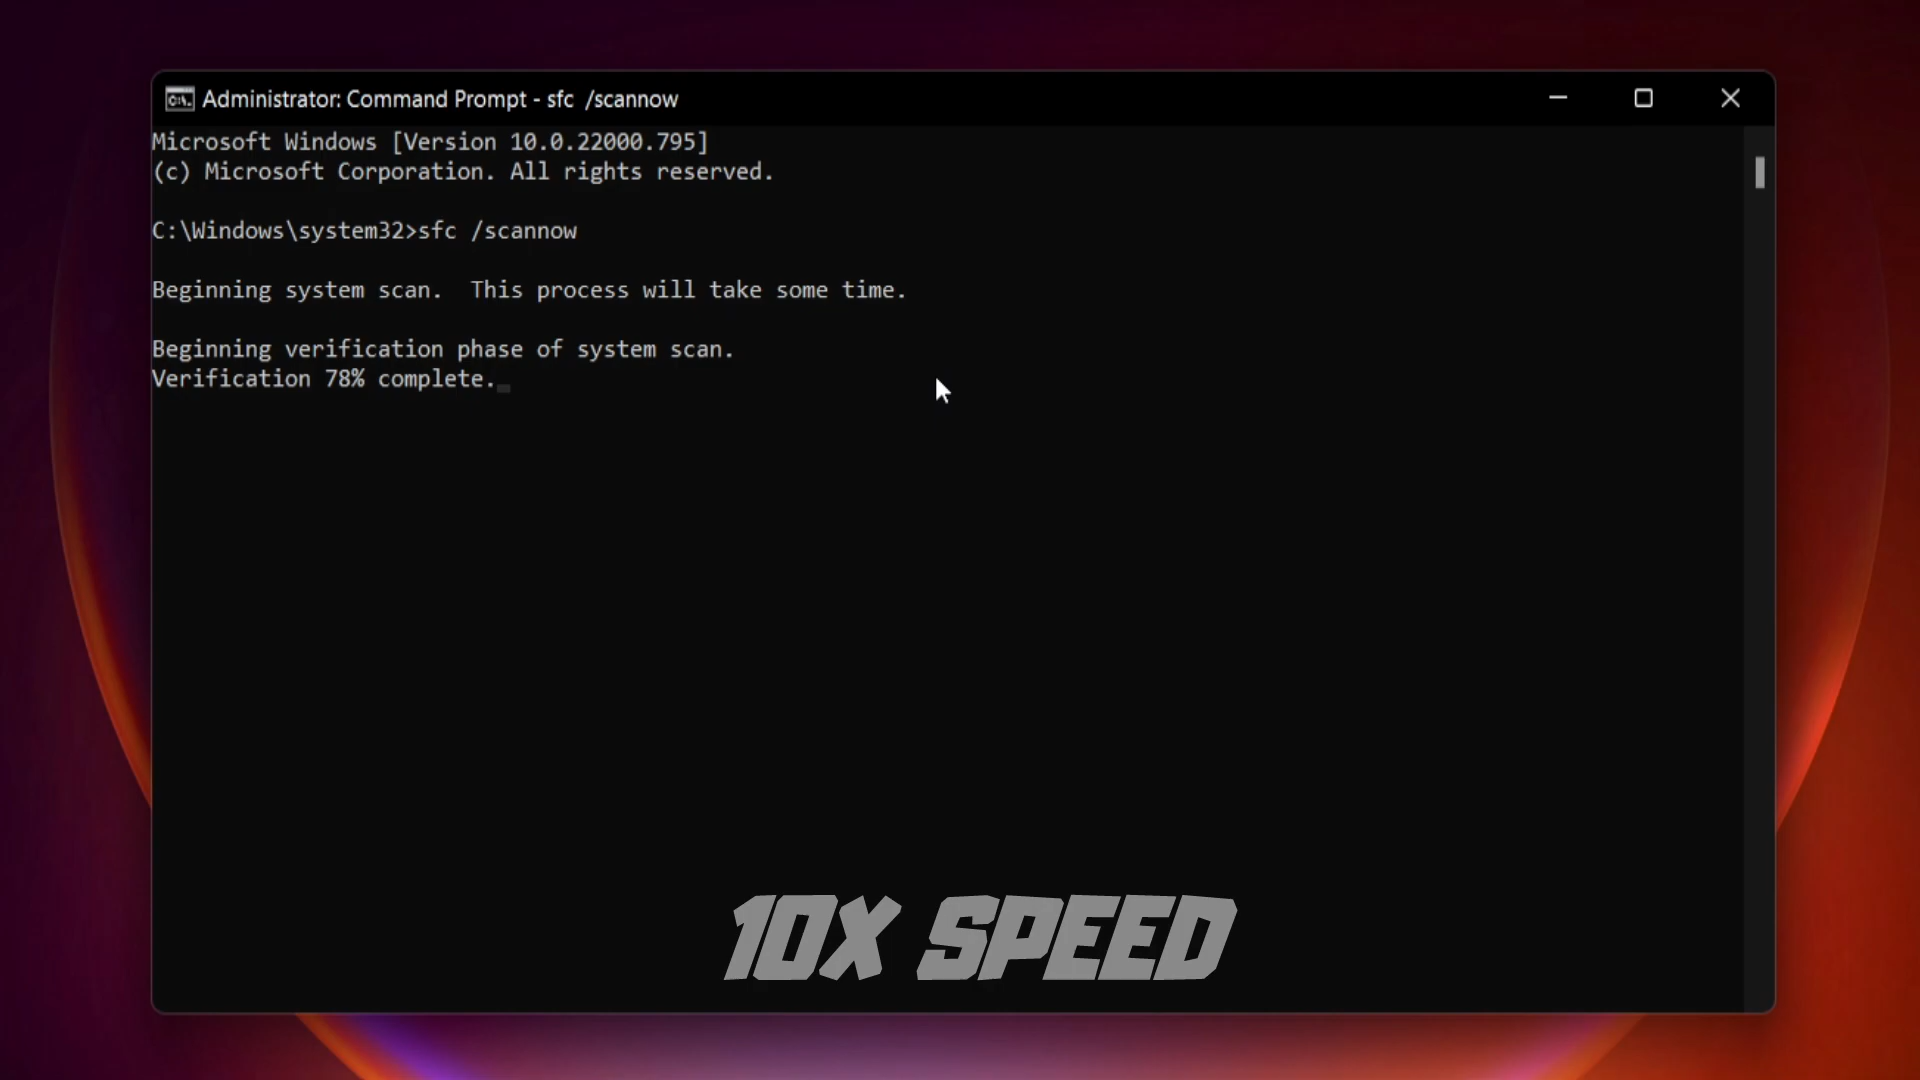 Administrator: Command Prompt - sfc  /scannow
Microsoft Windows [Version 10.0.22000.795]
(c) Microsoft Corporation. All rights reserved.
C:\Windows\system32>sfc /scannow
Beginning system scan.  This process will take some time.
Beginning verification phase of system scan.
Verification 78% complete.
10X SPEED